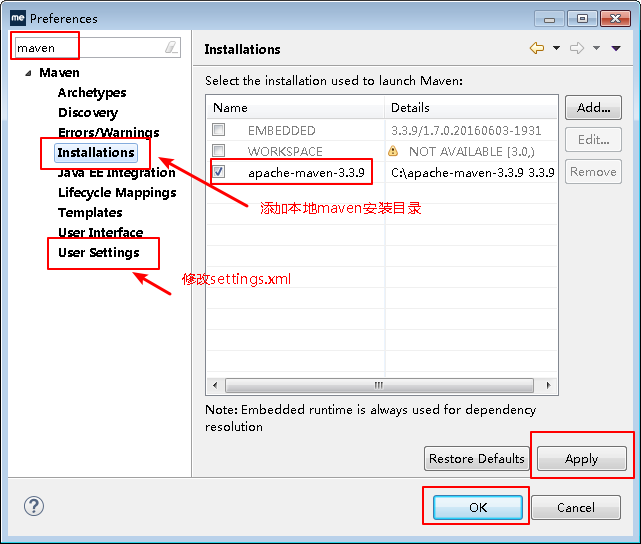 me Preferences
maven
Maven
Archetypes
Discovery
Errors/Warnings
Installations
Java EE Integration
Lifecycle Mappings
Templates
User Interface
User Settings
Installations
Select the installation used to launch Maven:
Name Details
EMBEDDED 3.3.9/1.7.0.20160603-1931
WORKSPACE NOT AVAILABLE [3.0,)
apache-maven-3.3.9 C:\apache-maven-3.3.9 3.3.9
Add...
Edit...
Remove
添加本地maven安装目录
修改settings.xml
Note: Embedded runtime is always used for dependency
resolution
Restore Defaults Apply
OK Cancel